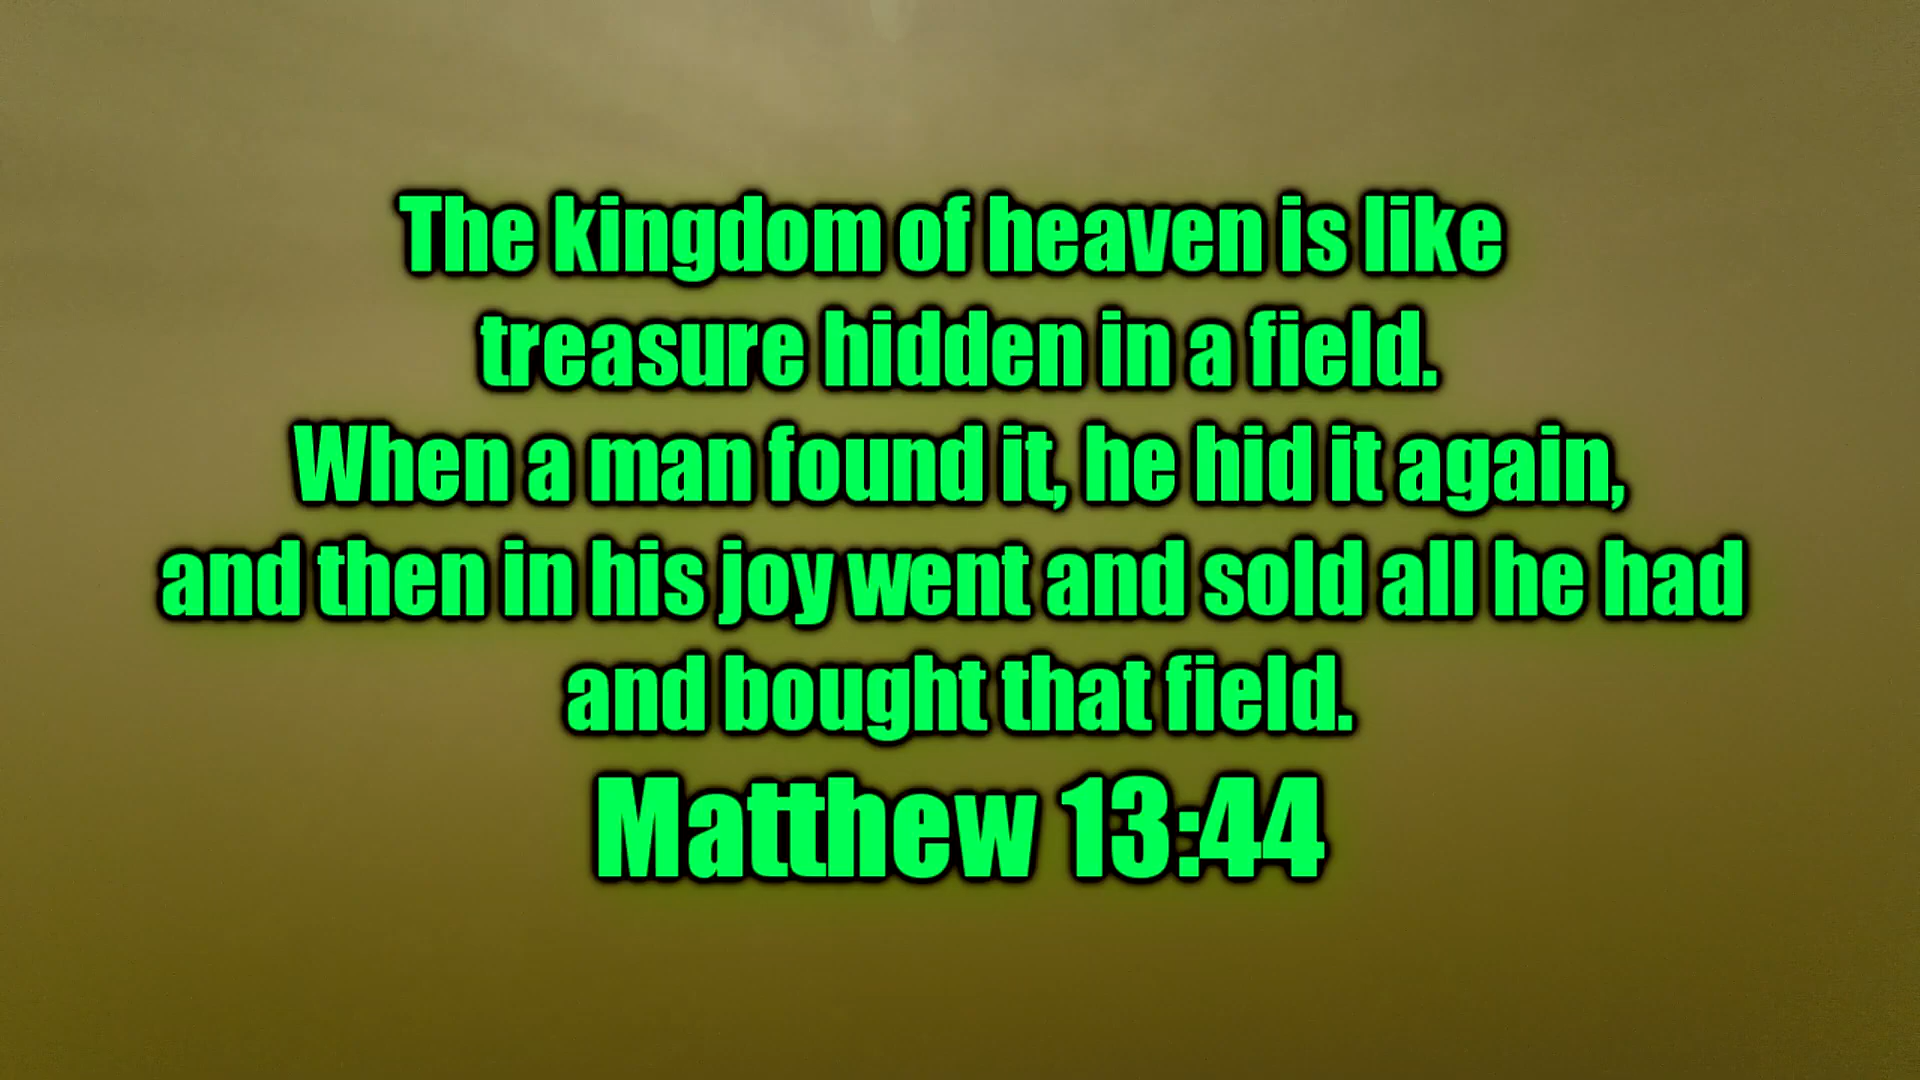 The kingdom of heaven is like
treasure hidden in a field.
When a man found it, he hid it again,
and then in his joy went and sold all he had
and bought that field.
Matthew 13:44